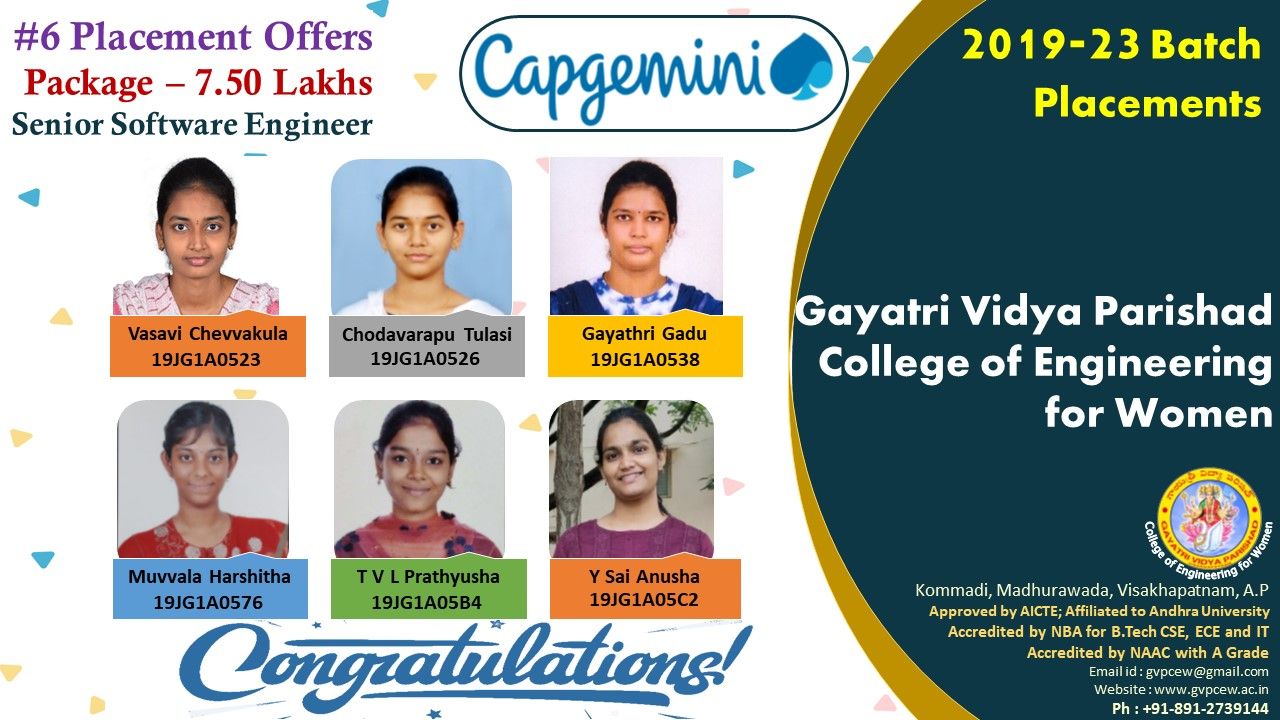 #6 Placement Offers
Package – 7.50 Lakhs
Senior Software Engineer
Capgemini
2019-23 Batch
Placements
Vasavi Chevvakula
19JG1A0523
Chodavarapu Tulasi
19JG1A0526
Gayathri Gadu
19JG1A0538
Muvvala Harshitha
19JG1A0576
T V L Prathyusha
19JG1A05B4
Y Sai Anusha
19JG1A05C2
Congratulations!
Gayatri Vidya Parishad
College of Engineering
for Women
GAYATRI VIDYA PARISHAD
College of Engineering for Women
Kommadi, Madhurawada, Visakhapatnam, A.P
Approved by AICTE; Affiliated to Andhra University
Accredited by NBA for B.Tech CSE, ECE and IT
Accredited by NAAC with A Grade
Email id : gvpcew@gmail.com
Website : www.gvpcew.ac.in
Ph : +91-891-2739144